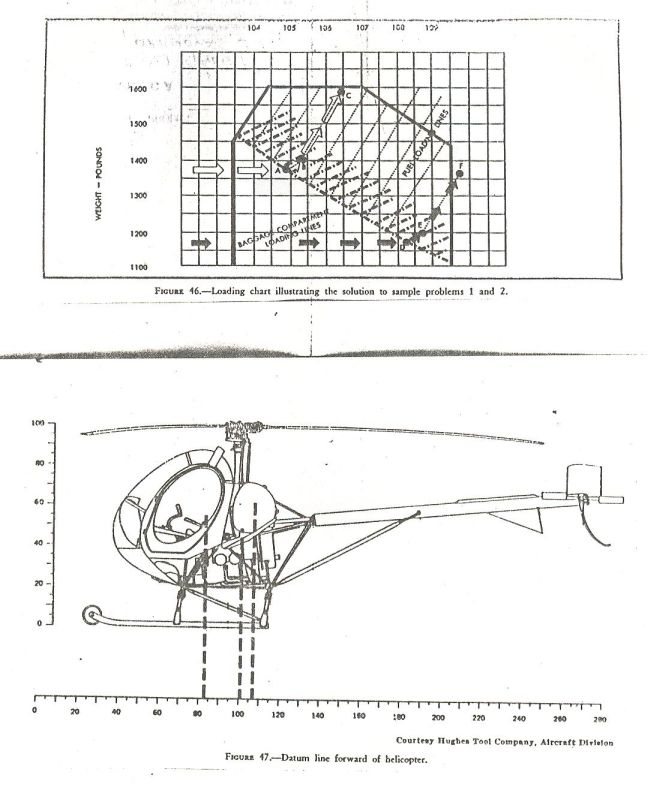 104 105 106 107 108 109
1600
1500
1400
1300
1200
1100
WEIGHT — POUNDS
C
A
B
D
E
F
FUEL LOADING LINES
BAGGAGE COMPARTMENT
LOADING LINES
FIGURE 46.—Loading chart illustrating the solution to sample problems 1 and 2.
100
80
60
40
20
0
0 20 40 60 80 100 120 140 160 180 190 200 220 240 260 280
Courtesy Hughes Tool Company, Aircraft Division
FIGURE 47.—Datum line forward of helicopter.